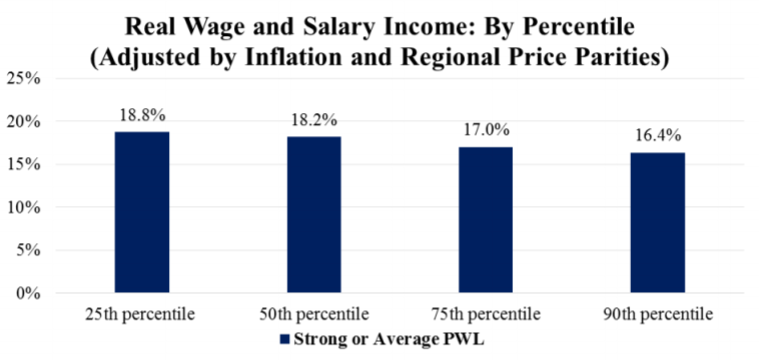 Real Wage and Salary Income: By Percentile
(Adjusted by Inflation and Regional Price Parities)
25%
20%
15%
10%
5%
0%
18.8%
18.2%
17.0%
16.4%
25th percentile
50th percentile
75th percentile
90th percentile
Strong or Average PWL